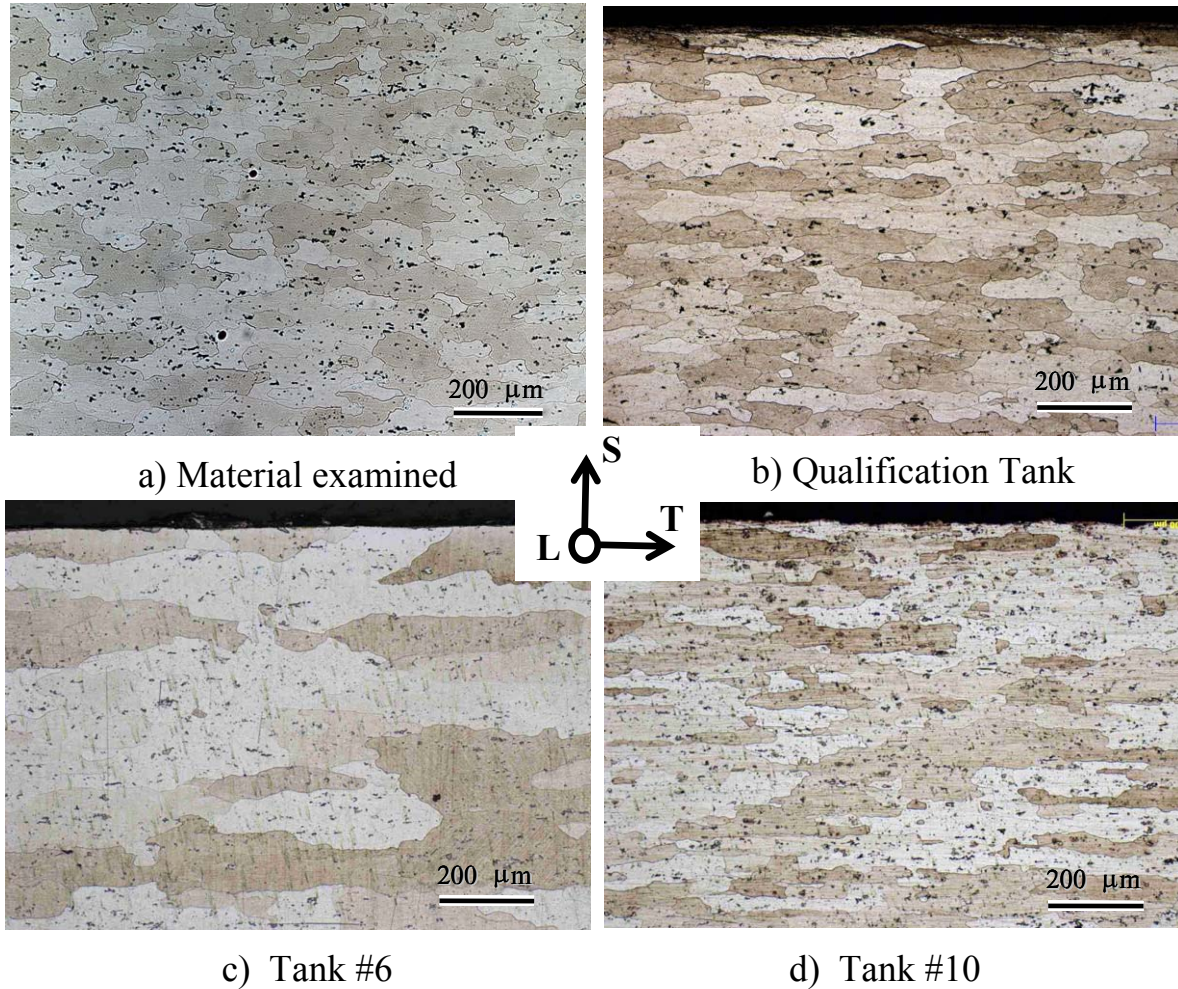 200 μm
200 μm
a) Material examined
b) Qualification Tank
S
L
T
200 μm
200 μm
c) Tank #6
d) Tank #10